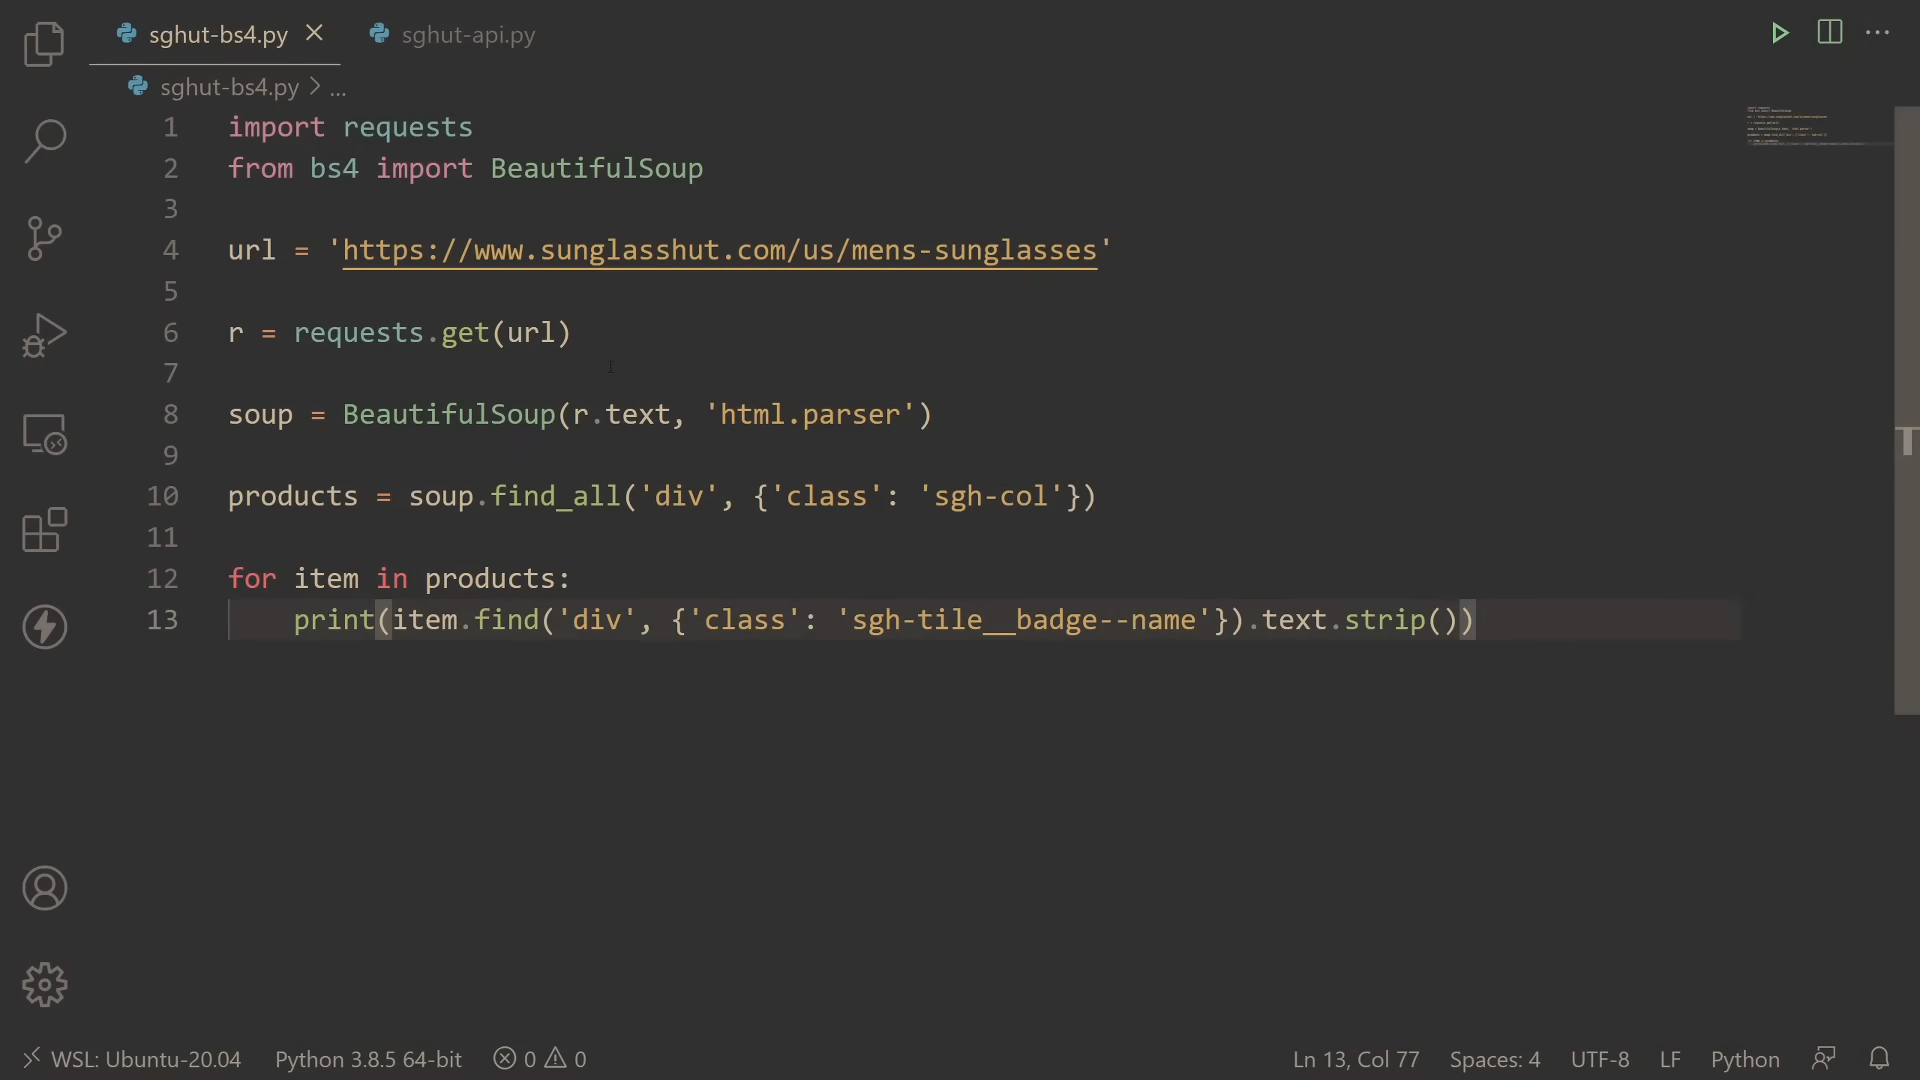 sghut-bs4.py
sghut-api.py
sghut-bs4.py > ...
1 import requests
2 from bs4 import BeautifulSoup
3
4 url = 'https://www.sunglasshut.com/us/mens-sunglasses'
5
6 r = requests.get(url)
7
8 soup = BeautifulSoup(r.text, 'html.parser')
9
10 products = soup.find_all('div', {'class': 'sgh-col'})
11
12 for item in products:
13     print(item.find('div', {'class': 'sgh-tile__badge--name'}).text.strip())
WSL: Ubuntu-20.04 Python 3.8.5 64-bit 0 0 Ln 13, Col 77 Spaces: 4 UTF-8 LF Python